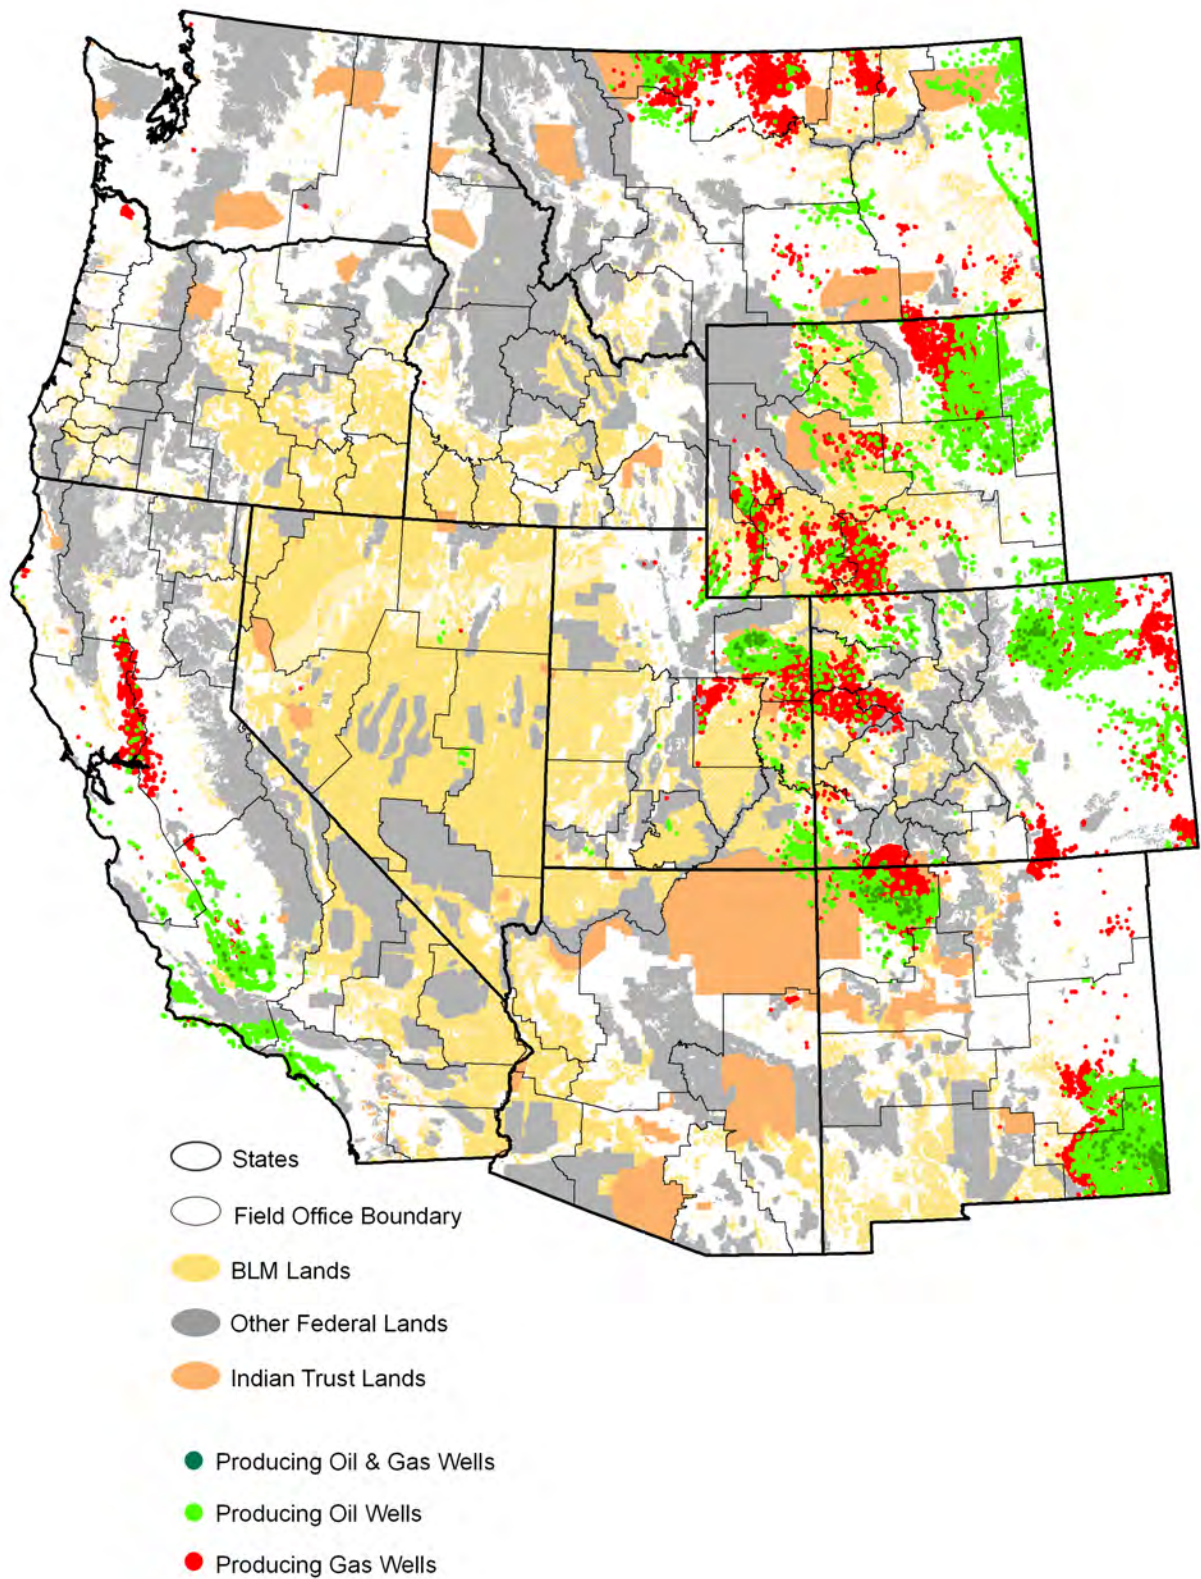 States
Field Office Boundary
BLM Lands
Other Federal Lands
Indian Trust Lands
Producing Oil & Gas Wells
Producing Oil Wells
Producing Gas Wells